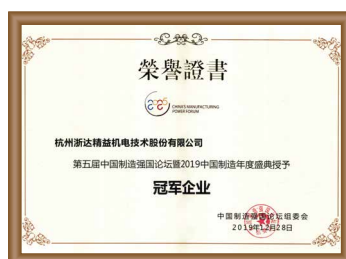 榮譽證書
CHINA'S MANUFACTURING
POWER FORUM
杭州浙达精益机电技术股份有限公司
第五届中国制造强国论坛暨2019中国制造年度盛典授予
冠军企业
中国制造强国论坛组委会
2019年12月28日